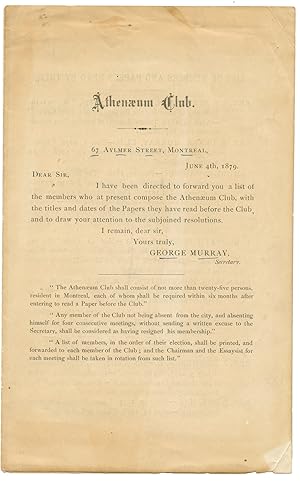 Athenæum Club.
67 Aylmer Street, Montreal,
June 4th, 1879.
Dear Sir,
I have been directed to forward you a list of
the members who at present compose the Athenæum Club, with
the titles and dates of the Papers they have read before the Club,
and to draw your attention to the subjoined resolutions.
I remain, dear sir,
Yours truly,
GEORGE MURRAY,
Secretary.
" The Athenæum Club shall consist of not more than twenty-five persons,
resident in Montreal, each of whom shall be required within six months after
entering to read a Paper before the Club."
" Any member of the Club not being absent from the city, and absenting
himself for four consecutive meetings, without sending a written excuse to the
Secretary, shall be considered as having resigned his membership."
" A list of members, in the order of their election, shall be printed, and
forwarded to each member of the Club ; and the Chairman and the Essayist for
each meeting shall be taken in rotation from such list.